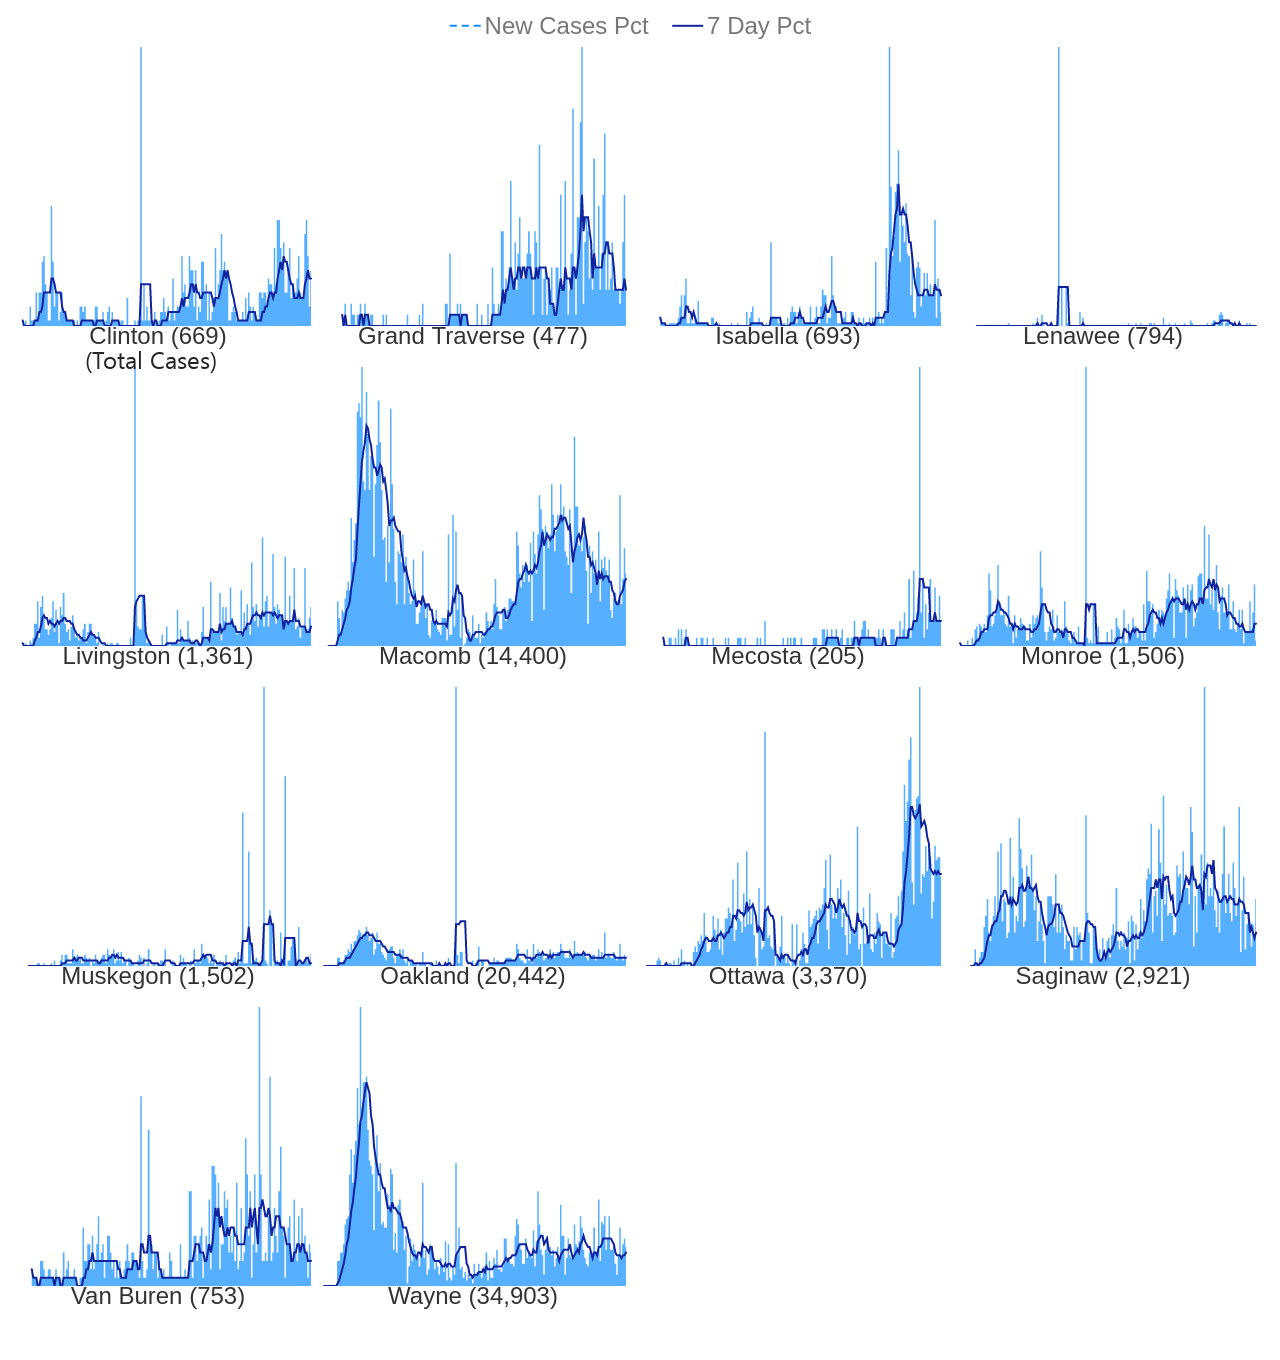 New Cases Pct 7 Day Pct
Clinton (669) Grand Traverse (477) Isabella (693) Lenawee (794)
(Total Cases)
Livingston (1,361) Macomb (14,400) Mecosta (205) Monroe (1,506)
Muskegon (1,502) Oakland (20,442) Ottawa (3,370) Saginaw (2,921)
Van Buren (753) Wayne (34,903)